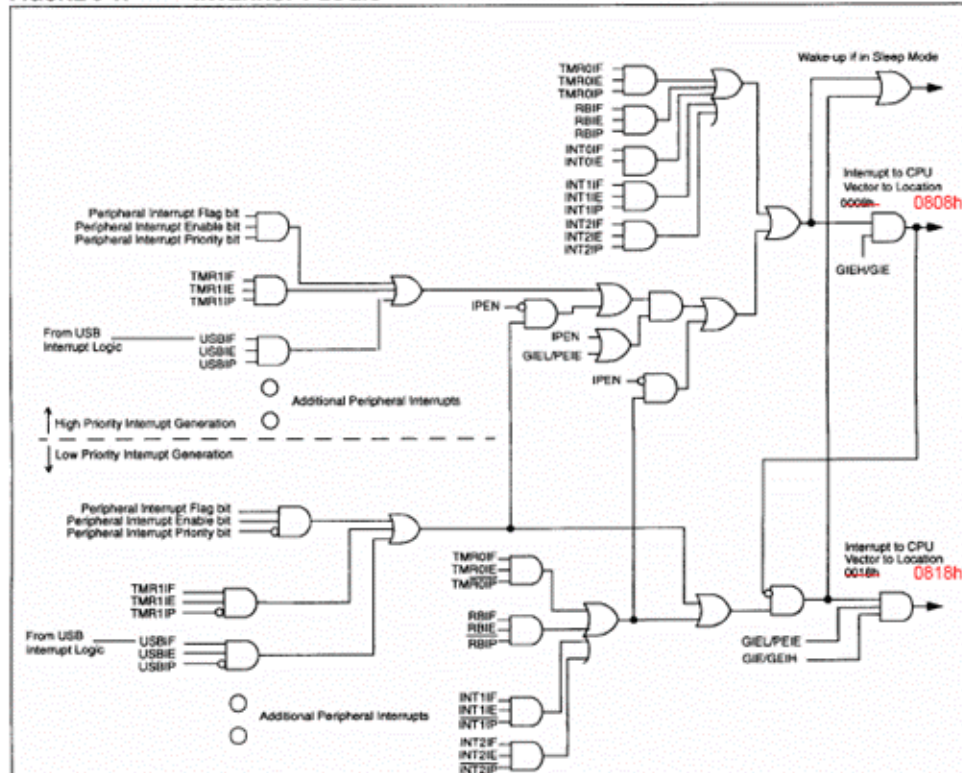 Wake-up if in Sleep Mode
TMR0IF
TMR0IE
TMR0IP
RBIF
RBIE
RBIP
INT0IF
INT0IE
INT1IF
INT1IE
INT1IP
INT2IF
INT2IE
INT2IP
Interrupt to CPU
Vector to Location
0008h 0808h
GIEH/GIE
Peripheral Interrupt Flag bit
Peripheral Interrupt Enable bit
Peripheral Interrupt Priority bit
TMR1IF
TMR1IE
TMR1IP
From USB
Interrupt Logic
USBIF
USBIE
USBIP
IPEN
IPEN
GIEL/PEIE
IPEN
Additional Peripheral Interrupts
High Priority Interrupt Generation
Low Priority Interrupt Generation
Peripheral Interrupt Flag bit
Peripheral Interrupt Enable bit
Peripheral Interrupt Priority bit
TMR1IF
TMR1IE
TMR1IP
From USB
Interrupt Logic
USBIF
USBIE
USBIP
Additional Peripheral Interrupts
TMR0IF
TMR0IE
TMR0IP
RBIF
RBIE
RBIP
INT1IF
INT1IE
INT1IP
INT2IF
INT2IE
INT2IP
Interrupt to CPU
Vector to Location
0018h 0818h
GIEL/PEIE
GIE/GEIH